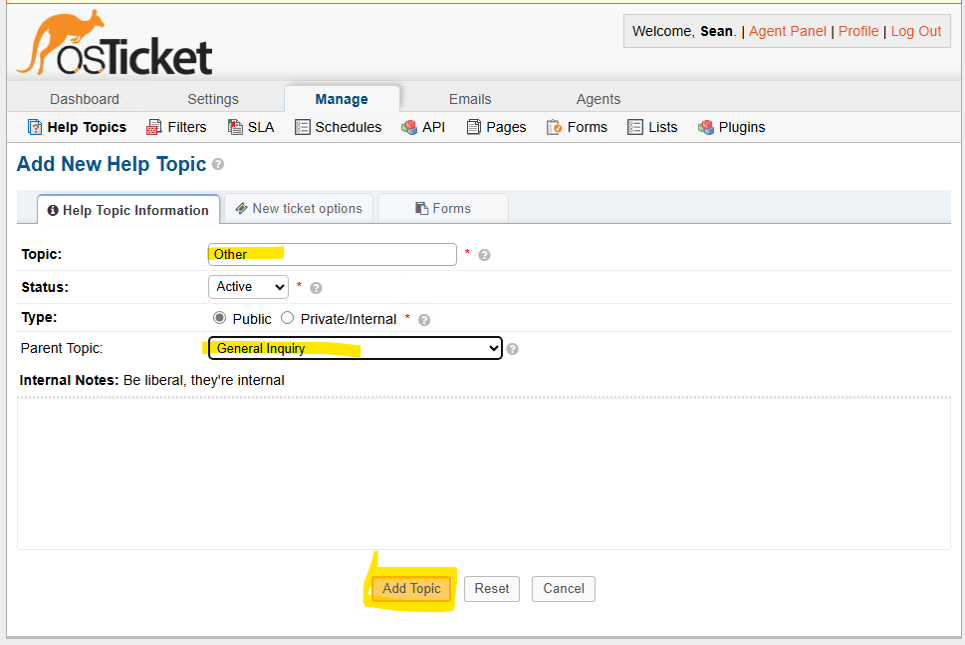 osTicket
Welcome, Sean. | Agent Panel | Profile | Log Out
Dashboard Settings Manage Emails Agents
Help Topics Filters SLA Schedules API Pages Forms Lists Plugins
Add New Help Topic ?
Help Topic Information New ticket options Forms
Topic: Other * ?
Status: Active * ?
Type: Public Private/Internal * ?
Parent Topic: General Inquiry ?
Internal Notes: Be liberal, they're internal
Add Topic Reset Cancel